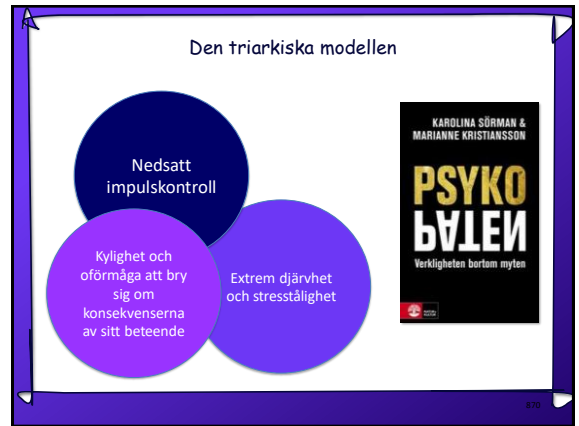 Den triarkiska modellen
Nedsatt
impulskontroll
Kylighet och
oförmåga att bry
sig om
konsekvenserna
av sitt beteende
Extrem djärvhet
och stresstålighet
KAROLINA SÖRMAN &
MARIANNE KRISTIANSSON
PSYKO
PATEN
Verkligheten bortom myten
870